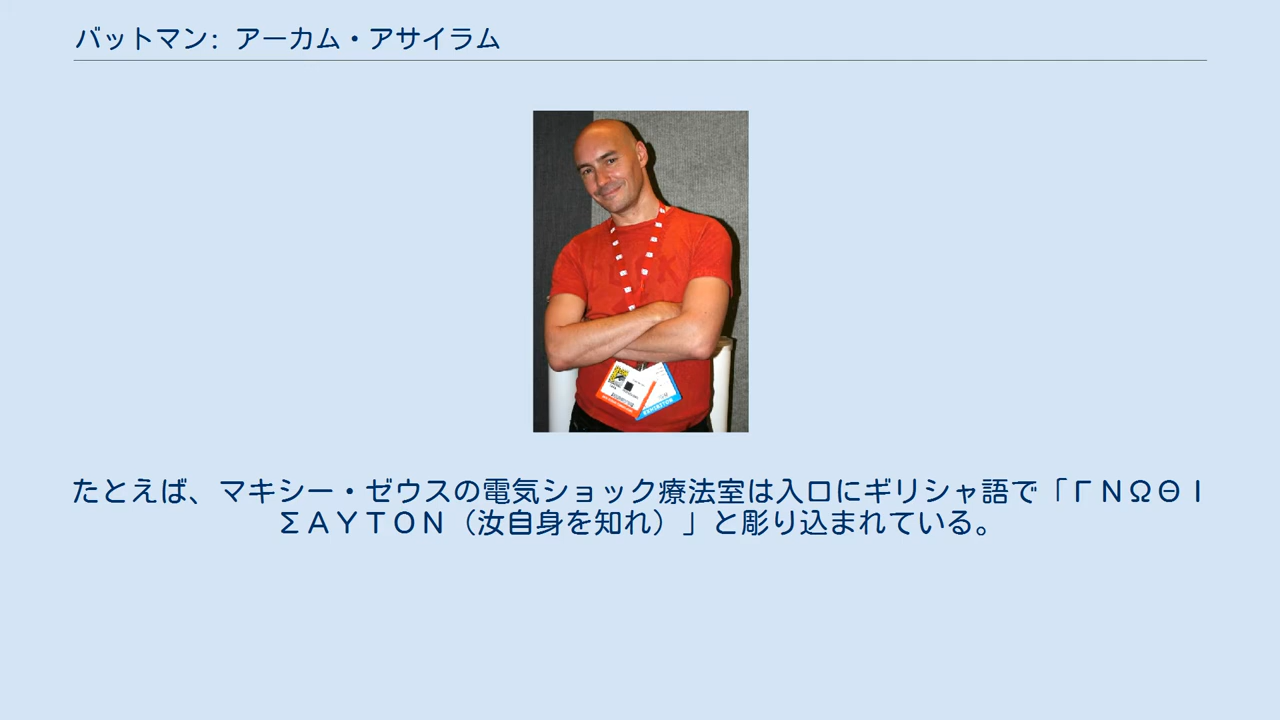 バットマン: アーカム・アサイラム
たとえば、マキシー・ゼウスの電気ショック療法室は入口にギリシャ語で「ΓΝΩΘΙ
ΣΑΥΤΟΝ（汝自身を知れ）」と彫り込まれている。